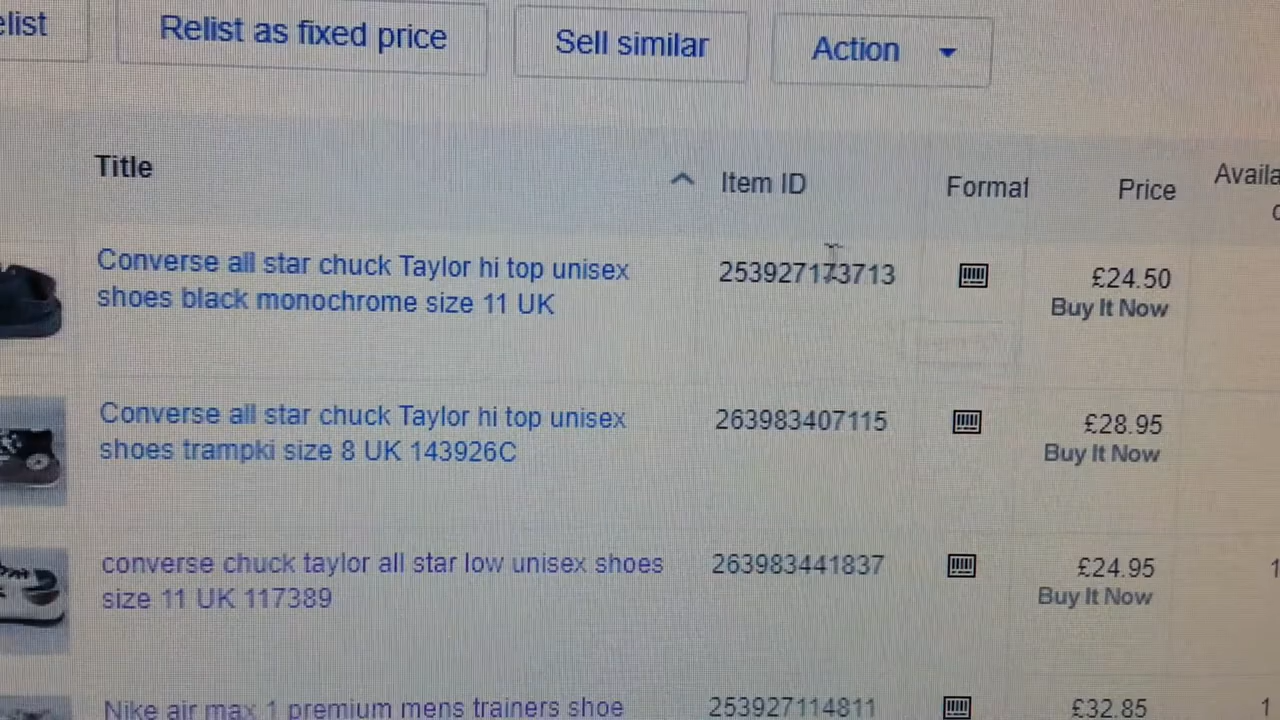 Relist as fixed price
Sell similar
Action
Title
Item ID
Format
Price
Converse all star chuck Taylor hi top unisex
shoes black monochrome size 11 UK
253927173713
£24.50
Buy It Now
Converse all star chuck Taylor hi top unisex
shoes trampki size 8 UK 143926C
263983407115
£28.95
Buy It Now
converse chuck taylor all star low unisex shoes
size 11 UK 117389
263983441837
£24.95
Buy It Now
1
Nike air max 1 premium mens trainers shoe
253927114811
£32.85
1